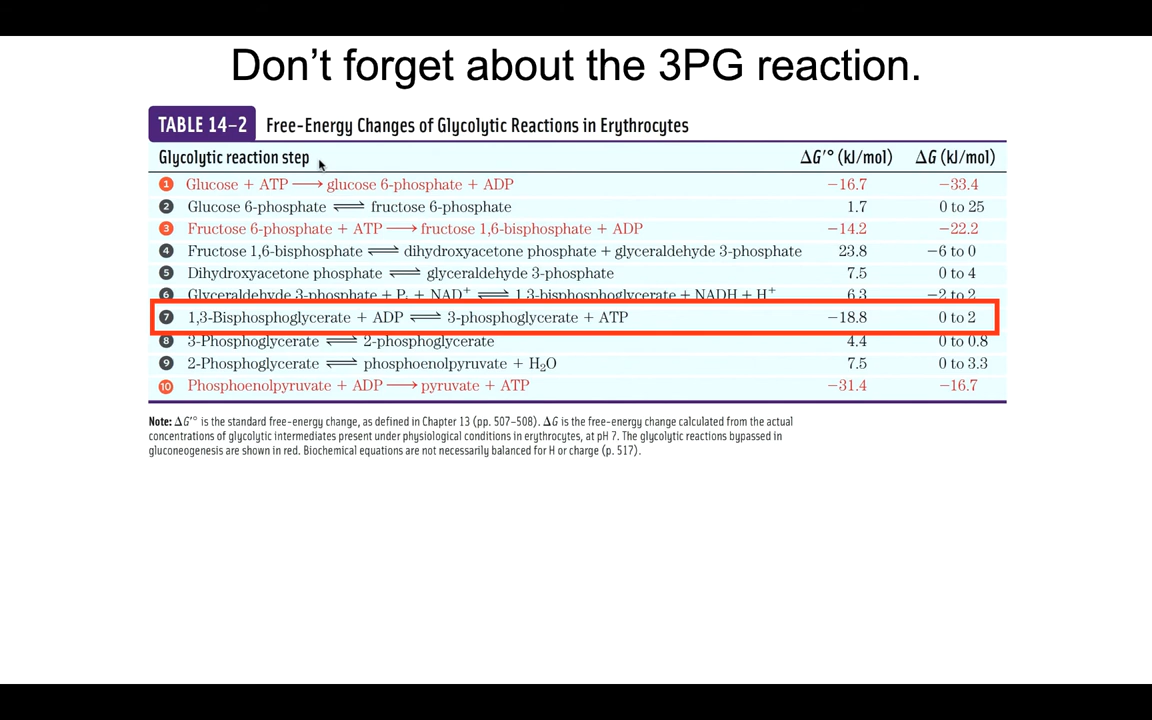 Don't forget about the 3PG reaction.
TABLE 14–2 Free-Energy Changes of Glycolytic Reactions in Erythrocytes
Glycolytic reaction step ΔG′° (kJ/mol) ΔG (kJ/mol)
1 Glucose + ATP ⟶ glucose 6-phosphate + ADP −16.7 −33.4
2 Glucose 6-phosphate ⇌ fructose 6-phosphate 1.7 0 to 25
3 Fructose 6-phosphate + ATP ⟶ fructose 1,6-bisphosphate + ADP −14.2 −22.2
4 Fructose 1,6-bisphosphate ⇌ dihydroxyacetone phosphate + glyceraldehyde 3-phosphate 23.8 −6 to 0
5 Dihydroxyacetone phosphate ⇌ glyceraldehyde 3-phosphate 7.5 0 to 4
6 Glyceraldehyde 3-phosphate + Pi + NAD⁺ ⇌ 1,3-bisphosphoglycerate + NADH + H⁺ 6.3 −2 to 2
7 1,3-Bisphosphoglycerate + ADP ⇌ 3-phosphoglycerate + ATP −18.8 0 to 2
8 3-Phosphoglycerate ⇌ 2-phosphoglycerate 4.4 0 to 0.8
9 2-Phosphoglycerate ⇌ phosphoenolpyruvate + H₂O 7.5 0 to 3.3
10 Phosphoenolpyruvate + ADP ⟶ pyruvate + ATP −31.4 −16.7
Note: ΔG′° is the standard free-energy change, as defined in Chapter 13 (pp. 507–508). ΔG is the free-energy change calculated from the actual
concentrations of glycolytic intermediates present under physiological conditions in erythrocytes, at pH 7. The glycolytic reactions bypassed in
gluconeogenesis are shown in red. Biochemical equations are not necessarily balanced for H or charge (p. 517).